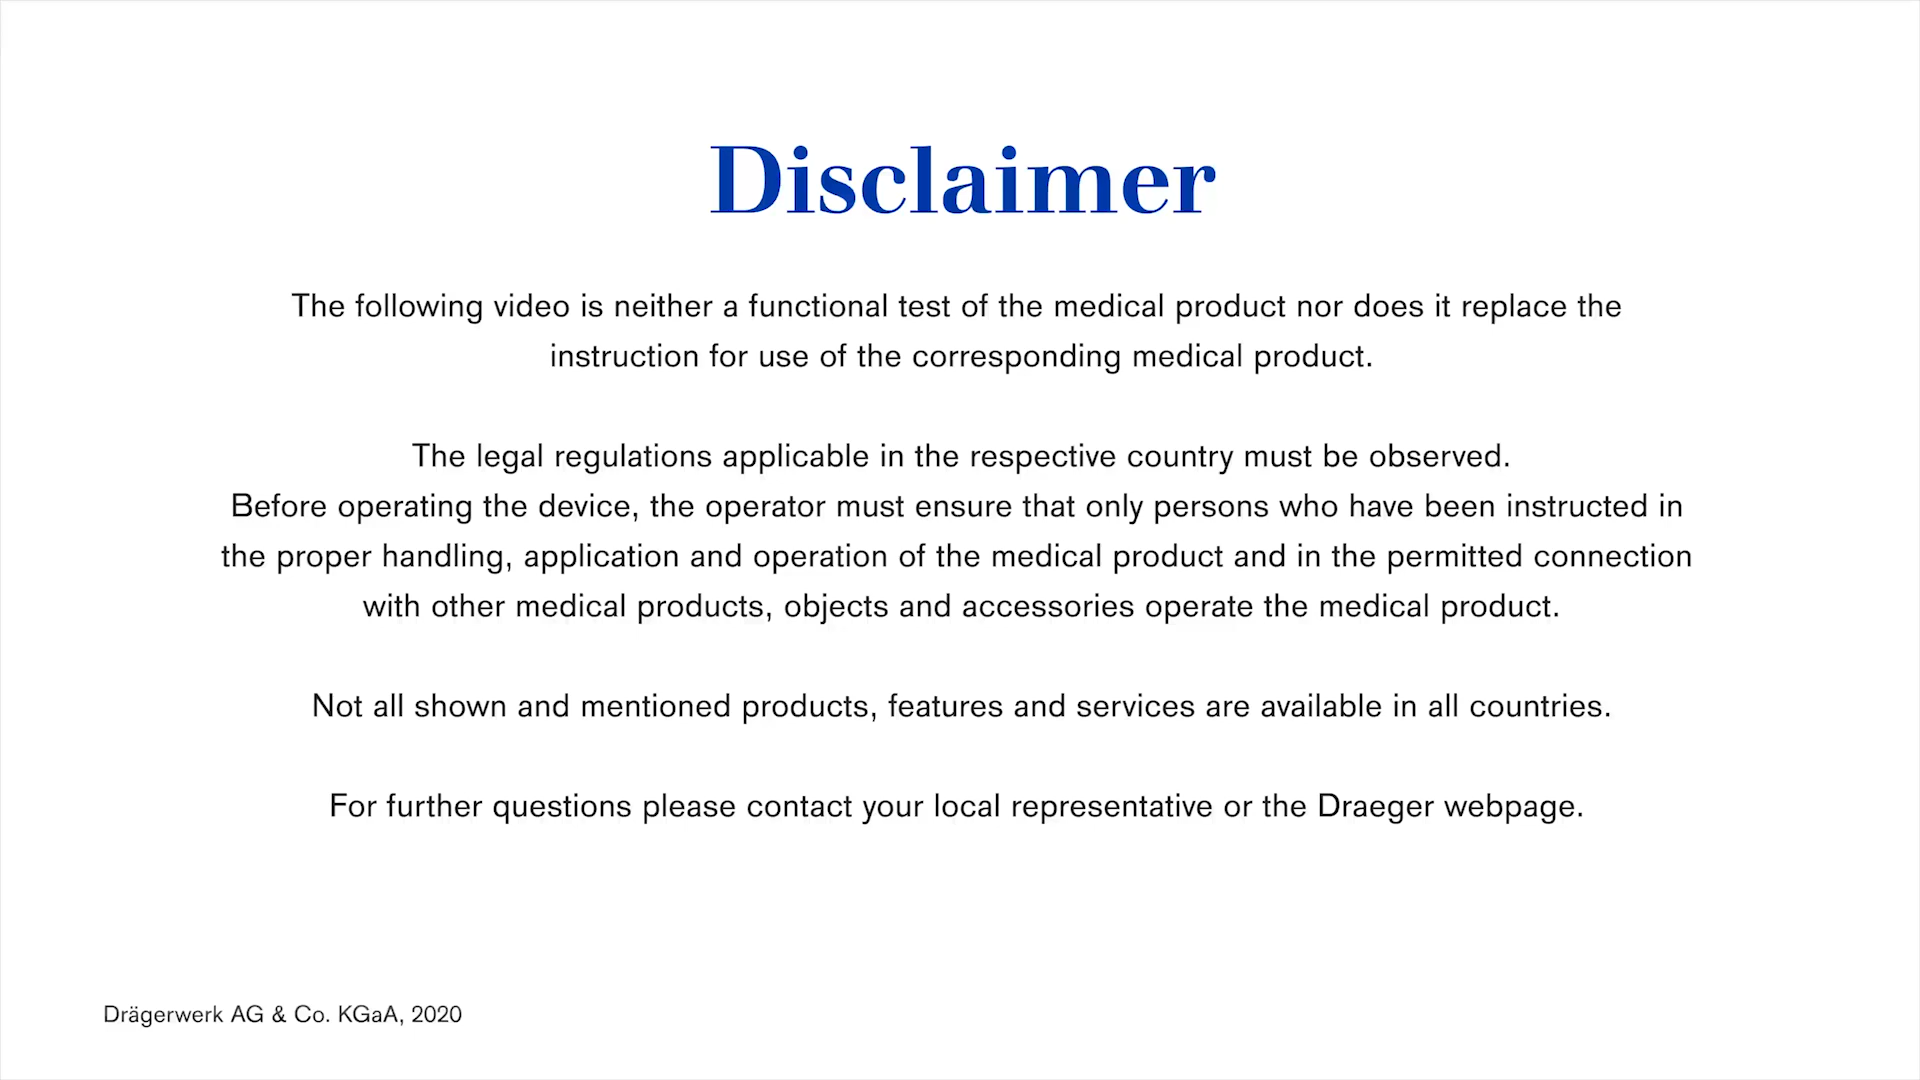 Disclaimer
The following video is neither a functional test of the medical product nor does it replace the
instruction for use of the corresponding medical product.
The legal regulations applicable in the respective country must be observed.
Before operating the device, the operator must ensure that only persons who have been instructed in
the proper handling, application and operation of the medical product and in the permitted connection
with other medical products, objects and accessories operate the medical product.
Not all shown and mentioned products, features and services are available in all countries.
For further questions please contact your local representative or the Draeger webpage.
Drägerwerk AG & Co. KGaA, 2020